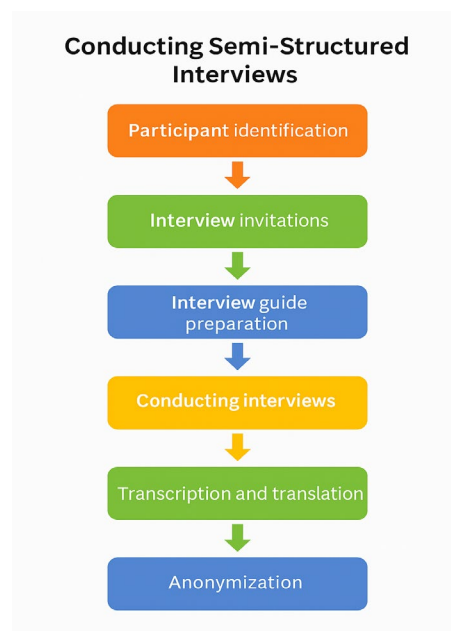 Conducting Semi-Structured
Interviews
Participant identification
Interview invitations
Interview guide
preparation
Conducting interviews
Transcription and translation
Anonymization